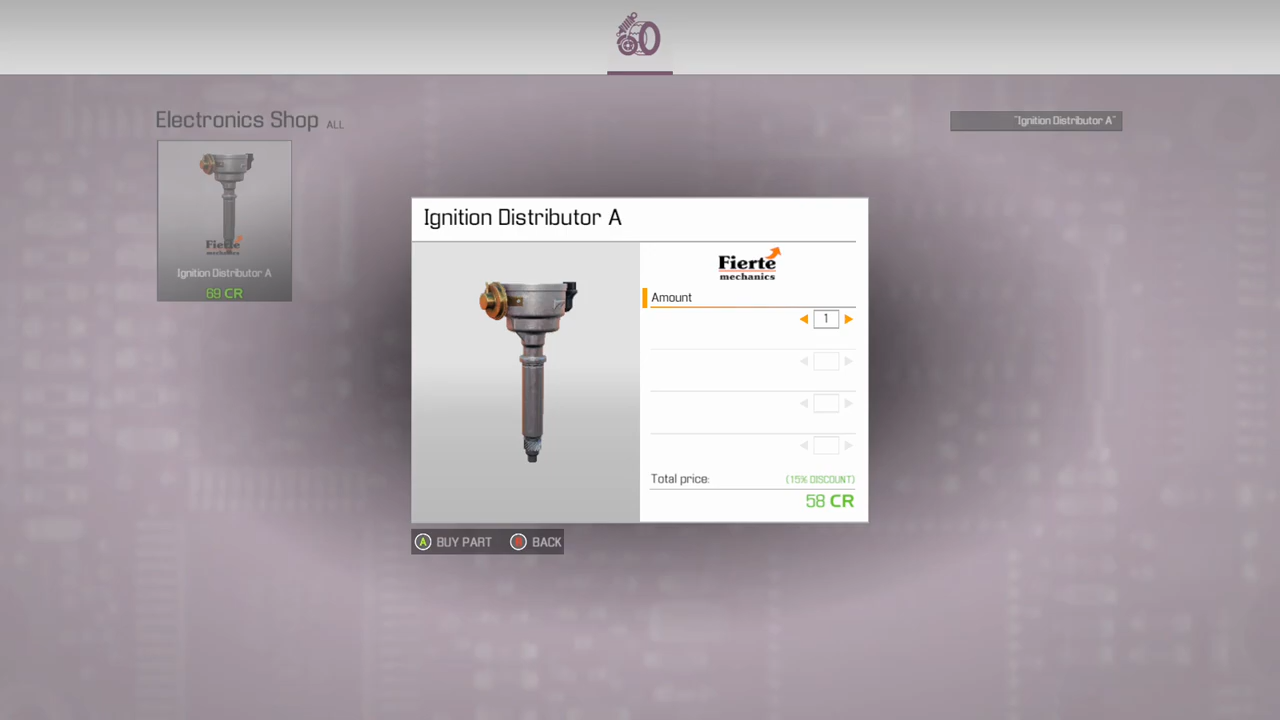 Electronics Shop ALL
"Ignition Distributor A"
Fierte
mechanics
Ignition Distributor A
69 CR
Ignition Distributor A
Fierte
mechanics
Amount
1
Total price:
(15% DISCOUNT)
58 CR
A BUY PART
B BACK